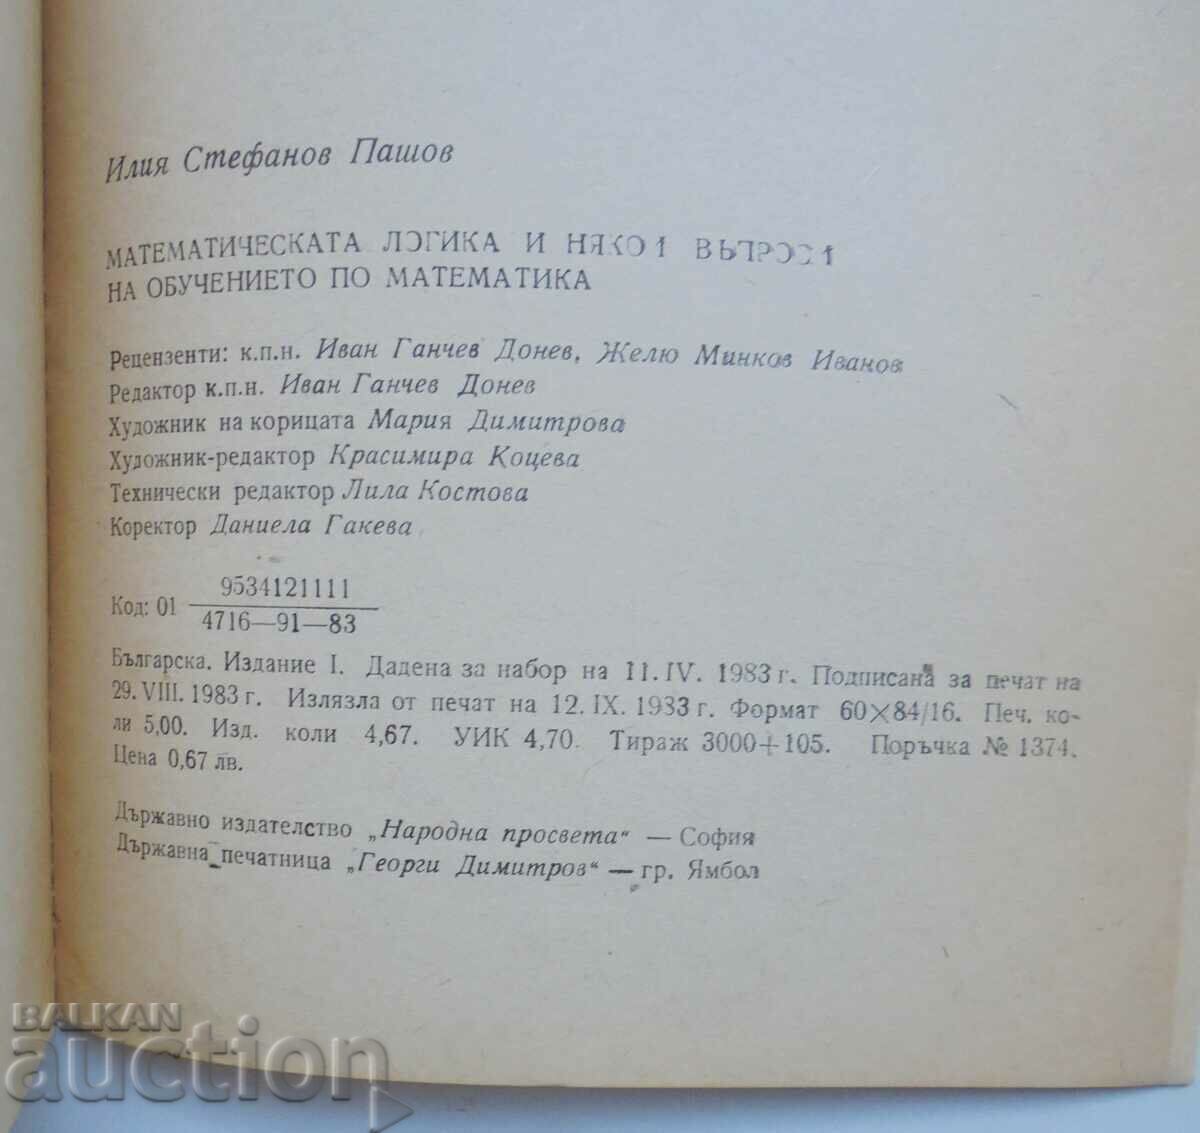 Илия Стефанов Пашов
МАТЕМАТИЧЕСКАТА ЛОГИКА И НЯКОИ ВЪПРОСИ
НА ОБУЧЕНИЕТО ПО МАТЕМАТИКА
Рецензенти: к.п.н. Иван Ганчев Донев, Желю Минков Иванов
Редактор к.п.н. Иван Ганчев Донев
Художник на корицата Мария Димитрова
Художник-редактор Красимира Коцева
Технически редактор Лила Костова
Коректор Даниела Гакева
9534121111
Код: 01
4716—91—83
Българска. Издание I. Дадена за набор на 11. IV. 1983 г. Подписана за печат на
29. VIII. 1983 г. Излязла от печат на 12. IX. 1983 г. Формат 60×84/16. Печ. ко-
ли 5,00. Изд. коли 4,67. УИК 4,70. Тираж 3000+105. Поръчка № 1374.
Цена 0,67 лв.
Държавно издателство „Народна просвета“ — София
Държавна печатница „Георги Димитров“ — гр. Ямбол
BALKAN
auction